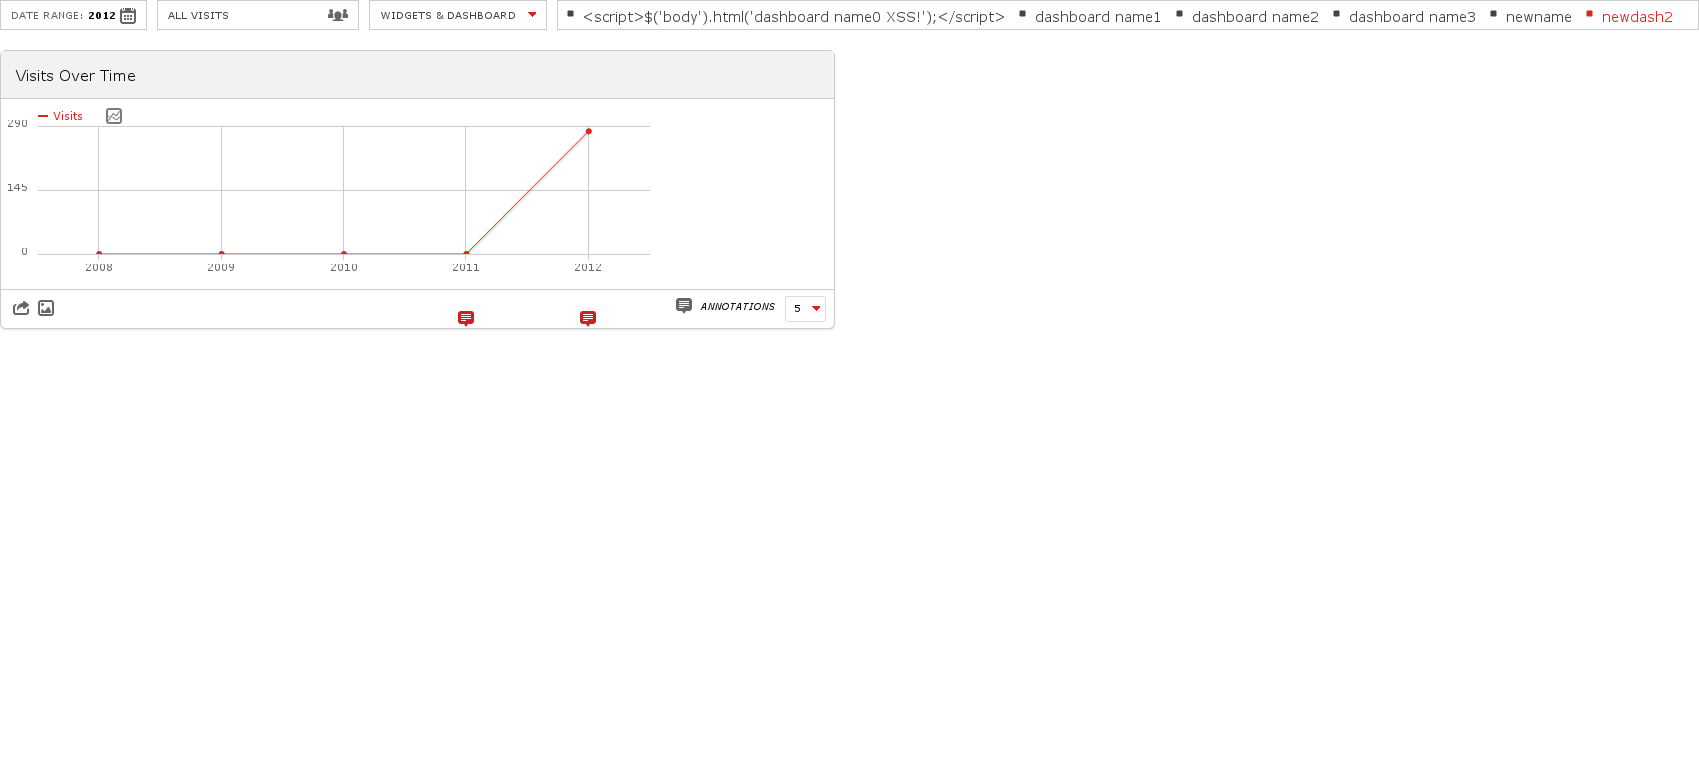 DATE RANGE: 2012
ALL VISITS
WIDGETS & DASHBOARD
<script>$('body').html('dashboard name0 XSS!');</script>
dashboard name1
dashboard name2
dashboard name3
newname
newdash2
Visits Over Time
Visits
290
145
0
2008 2009 2010 2011 2012
ANNOTATIONS
5